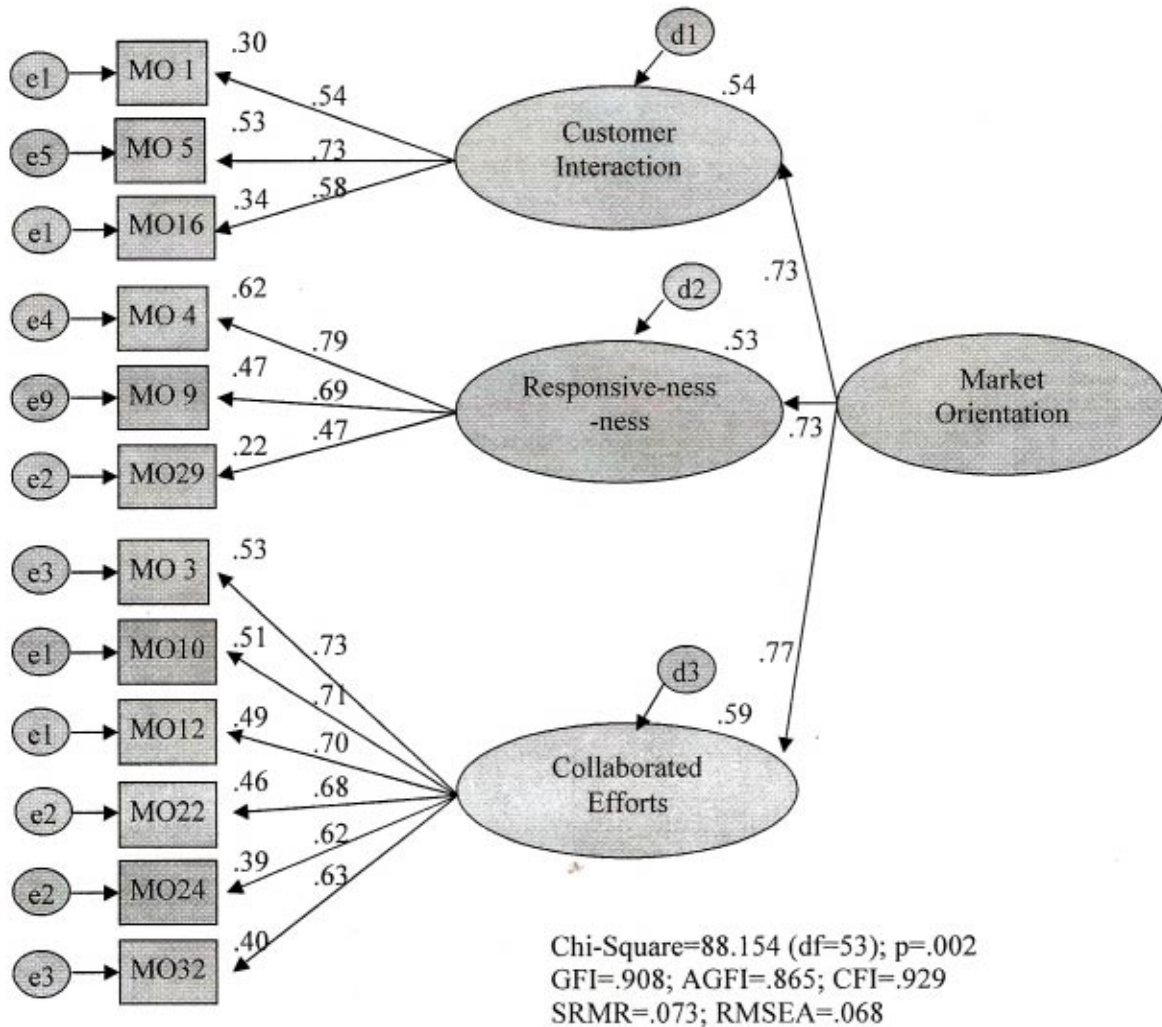 d1
.30
e1
MO 1
.54
.54
Customer
Interaction
.53
e5
MO 5
.73
.58
.34
e1
MO16
.73
d2
.62
e4
MO 4
.79
.53
.47
e9
MO 9
.69
Responsive-ness
-ness
Market
Orientation
.73
.47
.22
e2
MO29
.53
e3
MO 3
.73
.51
e1
MO10
.77
d3
.71
.49
e1
MO12
.70
.59
Collaborated
Efforts
.46
e2
MO22
.68
.62
.39
e2
MO24
.63
.40
e3
MO32
Chi-Square=88.154 (df=53); p=.002
GFI=.908; AGFI=.865; CFI=.929
SRMR=.073; RMSEA=.068